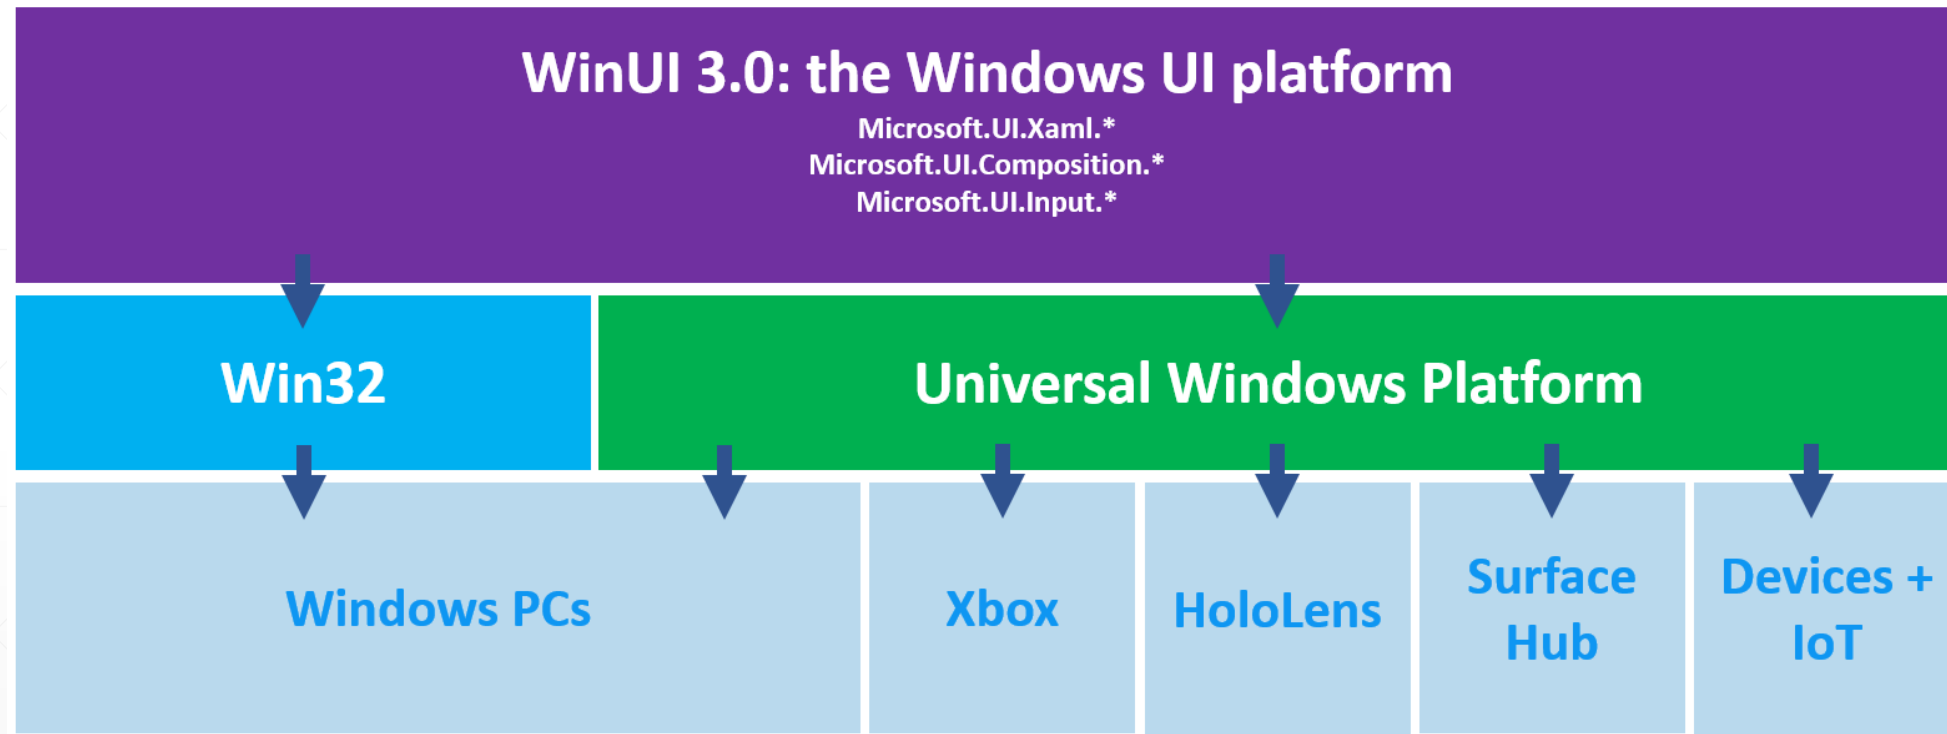 WinUI 3.0: the Windows UI platform
Microsoft.UI.Xaml.*
Microsoft.UI.Composition.*
Microsoft.UI.Input.*
Win32
Universal Windows Platform
Windows PCs
Xbox
HoloLens
Surface
Hub
Devices +
IoT